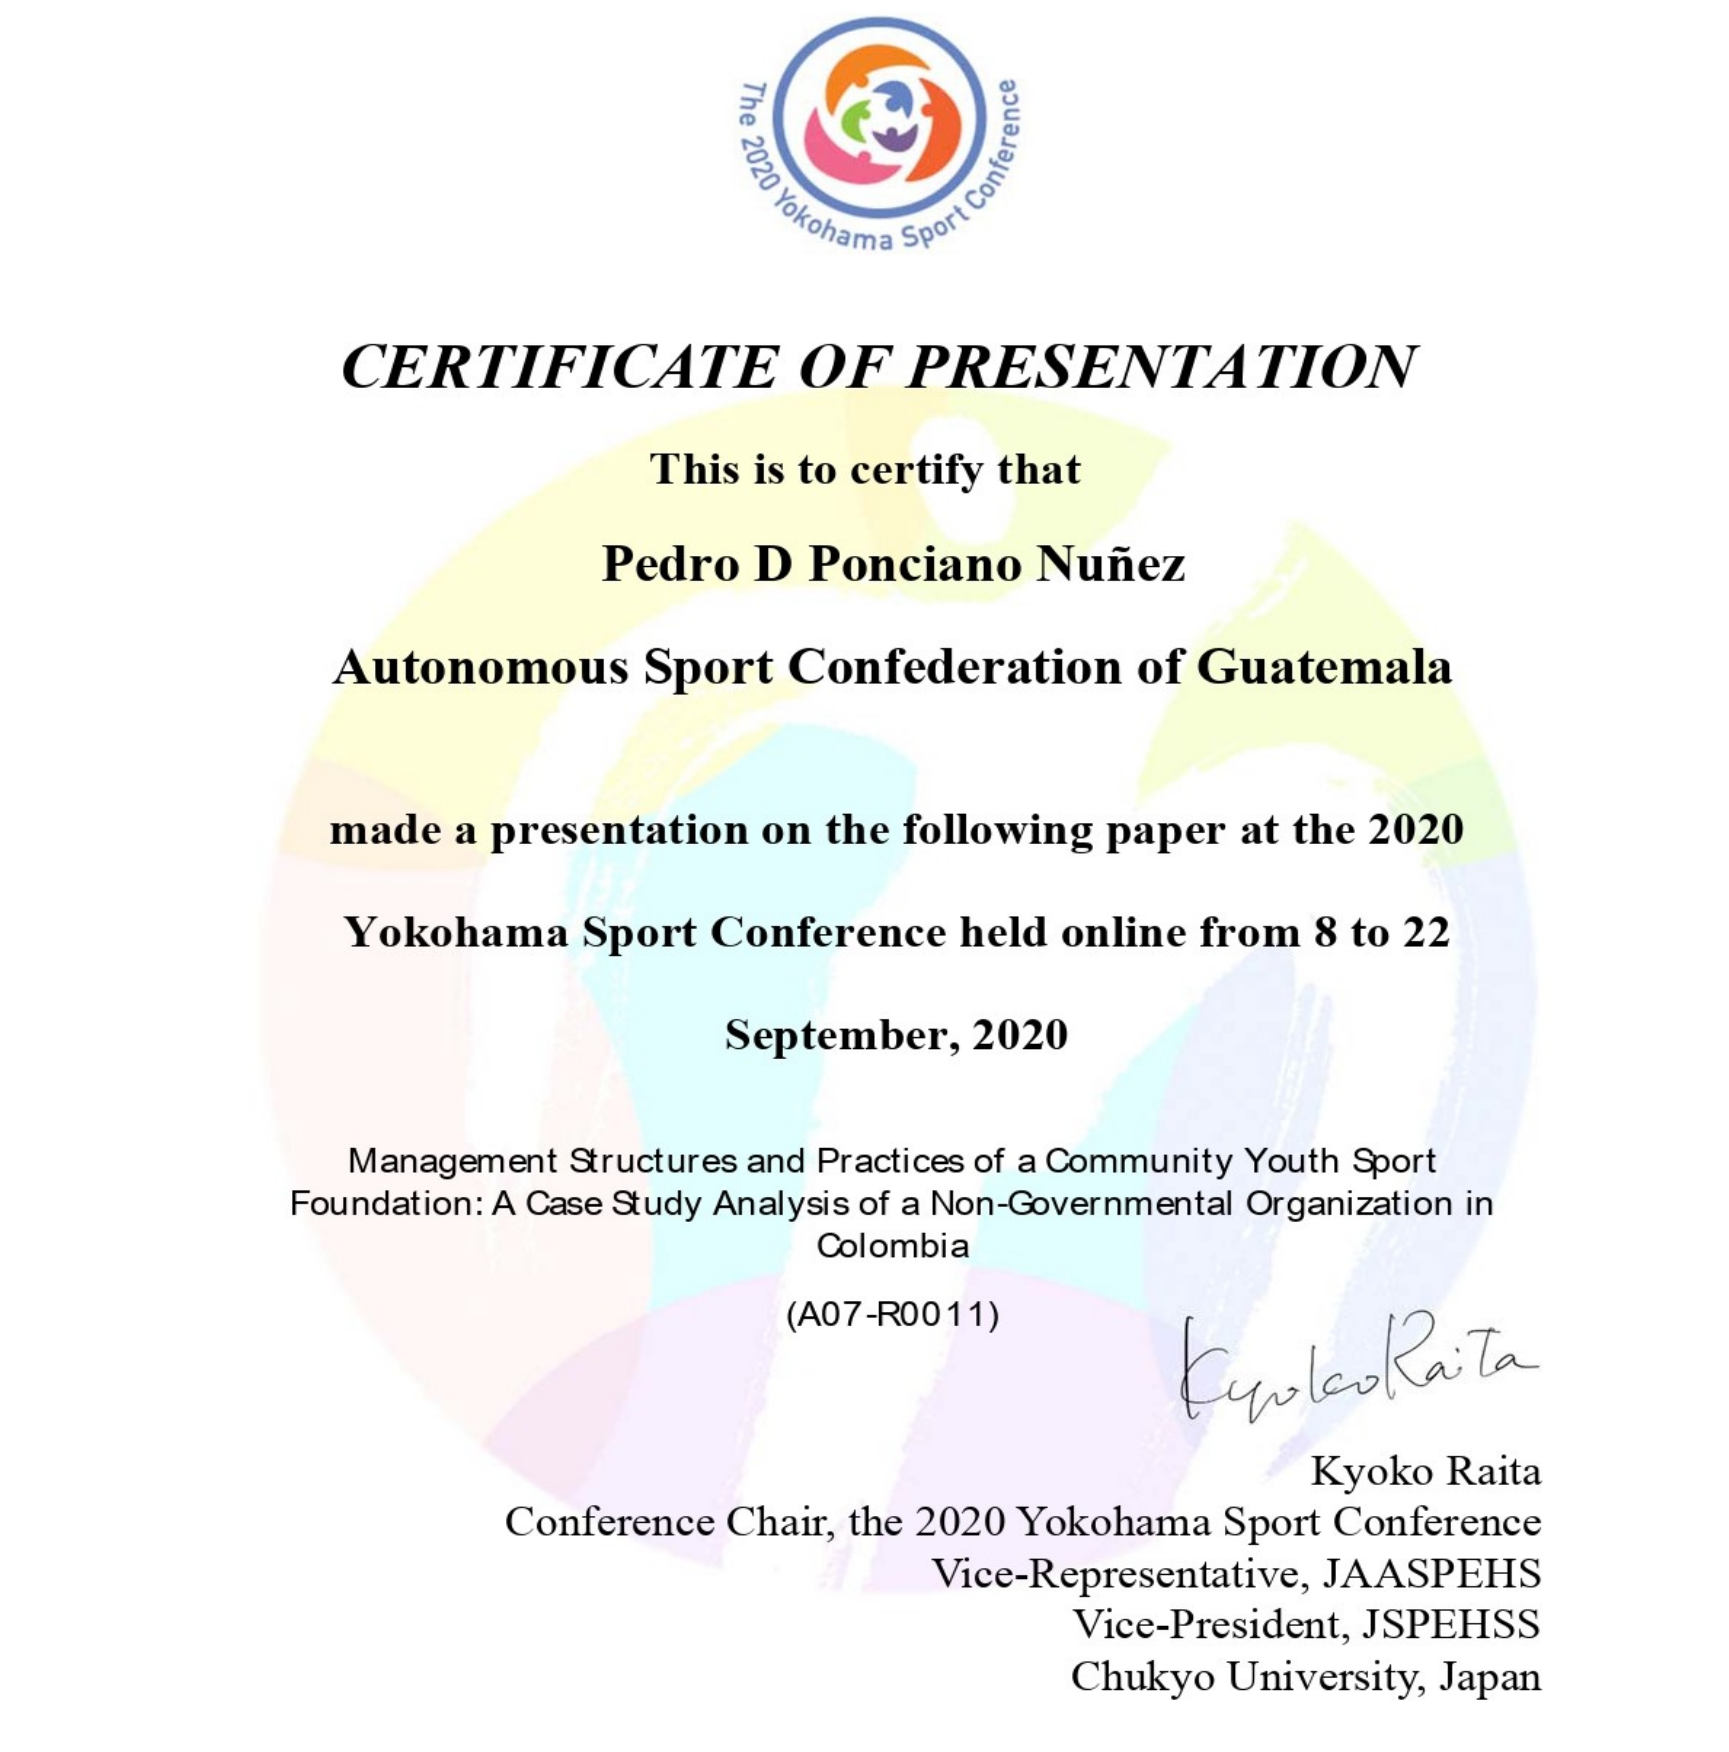 The 2020 Yokohama Sport Conference
CERTIFICATE OF PRESENTATION
This is to certify that
Pedro D Ponciano Nuñez
Autonomous Sport Confederation of Guatemala
made a presentation on the following paper at the 2020
Yokohama Sport Conference held online from 8 to 22
September, 2020
Management Structures and Practices of a Community Youth Sport
Foundation: A Case Study Analysis of a Non-Governmental Organization in
Colombia
(A07-R0011)
Kyoko Raita
Kyoko Raita
Conference Chair, the 2020 Yokohama Sport Conference
Vice-Representative, JAASPEHS
Vice-President, JSPEHSS
Chukyo University, Japan